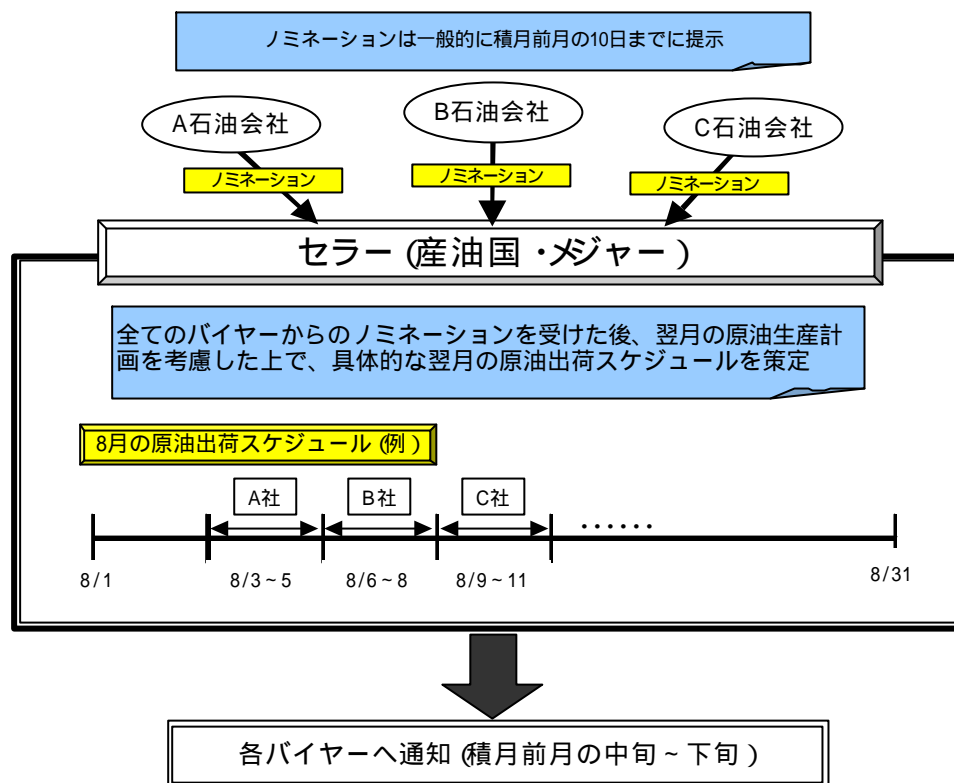 ノミネーションは一般的に積月前月の10日までに提示
A石油会社
B石油会社
C石油会社
ノミネーション
ノミネーション
ノミネーション
セラー(産油国・メジャー)
全てのバイヤーからのノミネーションを受けた後、翌月の原油生産計
画を考慮した上で、具体的な翌月の原油出荷スケジュールを策定
8月の原油出荷スケジュール(例)
A社
B社
C社
‥‥‥
8/1
8/3~5
8/6~8
8/9~11
8/31
各バイヤーへ通知(積月前月の中旬~下旬)